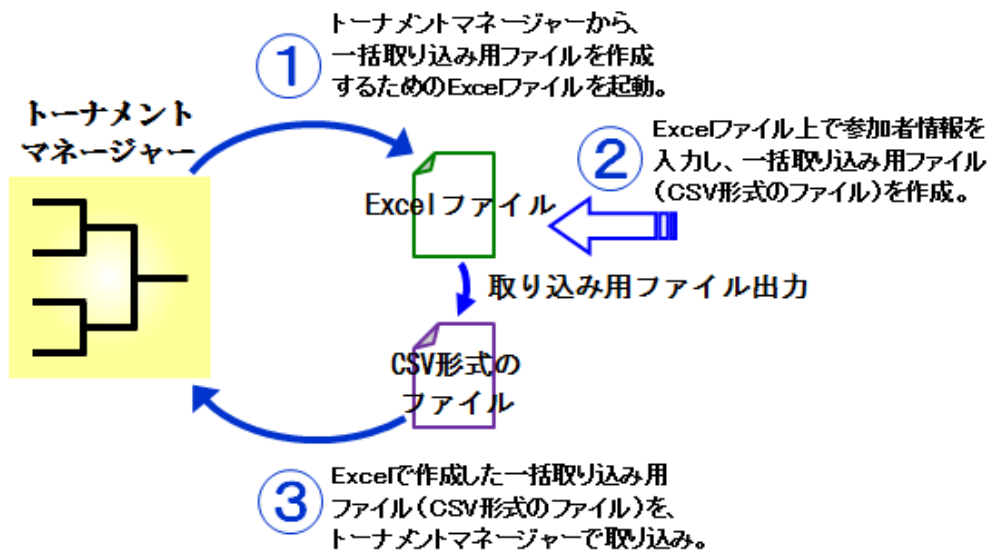 ①
トーナメントマネージャーから、
一括取り込み用ファイルを作成
するためのExcelファイルを起動。
トーナメント
マネージャー
②
Excelファイル上で参加者情報を
入力し、一括取り込み用ファイル
（CSV形式のファイル）を作成。
Excelファイル
取り込み用ファイル出力
CSV形式の
ファイル
③
Excelで作成した一括取り込み用
ファイル（CSV形式のファイル）を、
トーナメントマネージャーで取り込み。